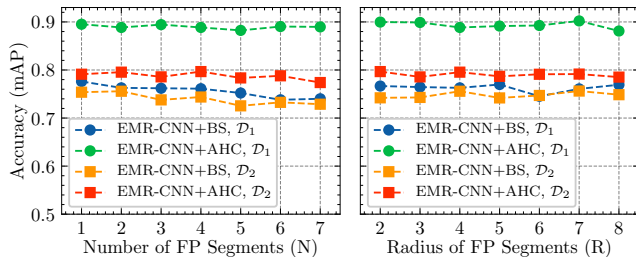 Accuracy (mAP)
0.9
0.8
0.7
0.6
0.5
EMR-CNN+BS, 𝒟₁
EMR-CNN+AHC, 𝒟₁
EMR-CNN+BS, 𝒟₂
EMR-CNN+AHC, 𝒟₂
1 2 3 4 5 6 7
Number of FP Segments (N)
EMR-CNN+BS, 𝒟₁
EMR-CNN+AHC, 𝒟₁
EMR-CNN+BS, 𝒟₂
EMR-CNN+AHC, 𝒟₂
2 3 4 5 6 7 8
Radius of FP Segments (R)